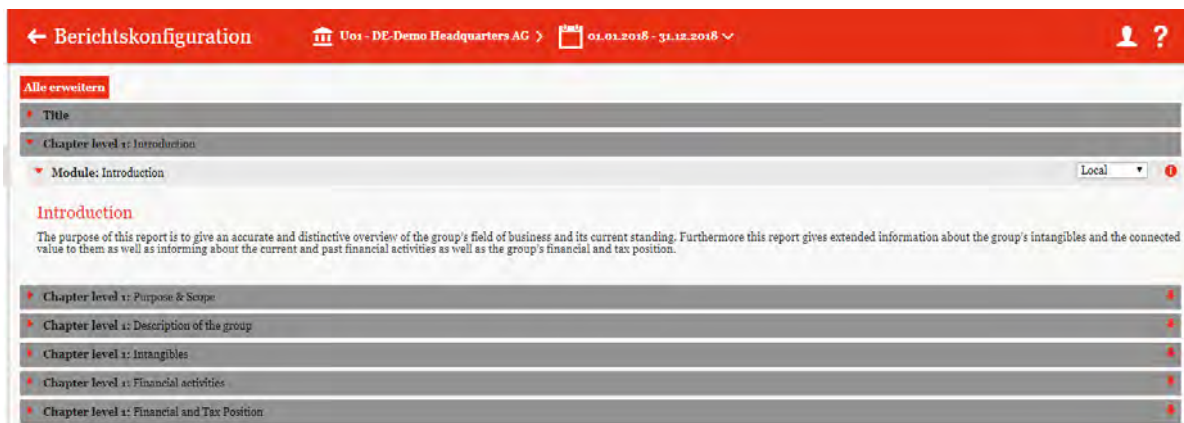 Berichtskonfiguration U01 - DE-Demo Headquarters AG 01.01.2018 - 31.12.2018
Alle erweitern
Title
Chapter level 1: Introduction
Module: Introduction Local
Introduction
The purpose of this report is to give an accurate and distinctive overview of the group's field of business and its current standing. Furthermore this report gives extended information about the group's intangibles and the connected
value to them as well as informing about the current and past financial activities as well as the group's financial and tax position.
Chapter level 1: Purpose & Scope
Chapter level 1: Description of the group
Chapter level 1: Intangibles
Chapter level 1: Financial activities
Chapter level 1: Financial and Tax Position